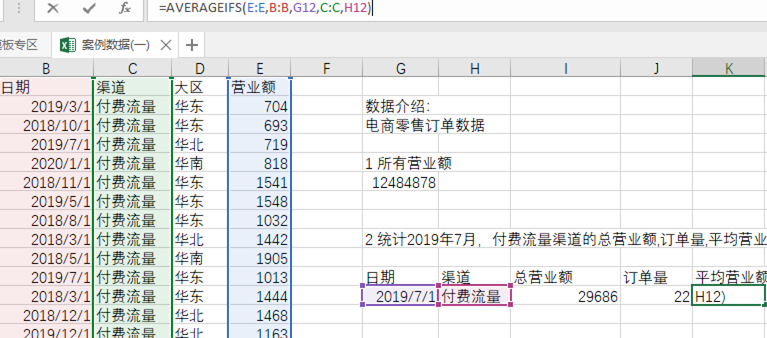 =AVERAGEIFS(E:E,B:B,G12,C:C,H12)
板专区 案例数据(一)
B C D E F G H I J K
日期 渠道 大区 营业额
2019/3/1 付费流量 华东 704 数据介绍：
2018/10/1 付费流量 华东 693 电商零售订单数据
2019/7/1 付费流量 华北 719
2020/1/1 付费流量 华南 818 1 所有营业额
2018/11/1 付费流量 华东 1541 12484878
2019/5/1 付费流量 华东 1548
2018/8/1 付费流量 华东 1032
2018/3/1 付费流量 华北 1442 2 统计2019年7月，付费流量渠道的总营业额,订单量,平均营业
2018/5/1 付费流量 华南 1905
2019/7/1 付费流量 华东 1013 日期 渠道 总营业额 订单量 平均营业额
2018/3/1 付费流量 华东 1444 2019/7/1 付费流量 29686 22 H12)
2018/12/1 付费流量 华北 1468
2019/12/1 付费流量 华北 1163